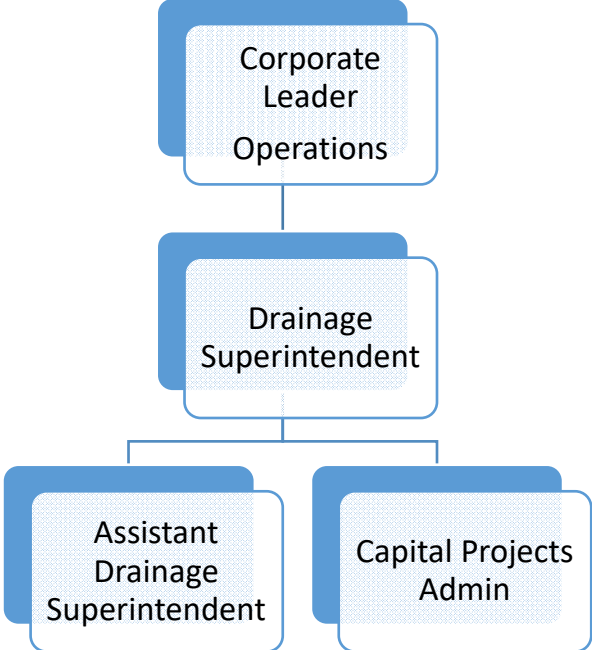 Corporate
Leader
Operations
Drainage
Superintendent
Assistant
Drainage
Superintendent
Capital Projects
Admin